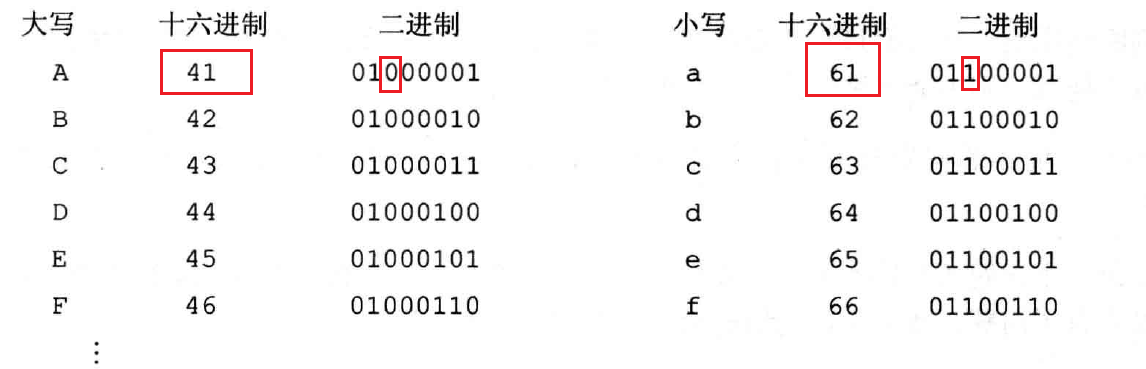 大写 十六进制 二进制 小写 十六进制 二进制
A 41 01000001 a 61 01100001
B 42 01000010 b 62 01100010
C 43 01000011 c 63 01100011
D 44 01000100 d 64 01100100
E 45 01000101 e 65 01100101
F 46 01000110 f 66 01100110
⋮